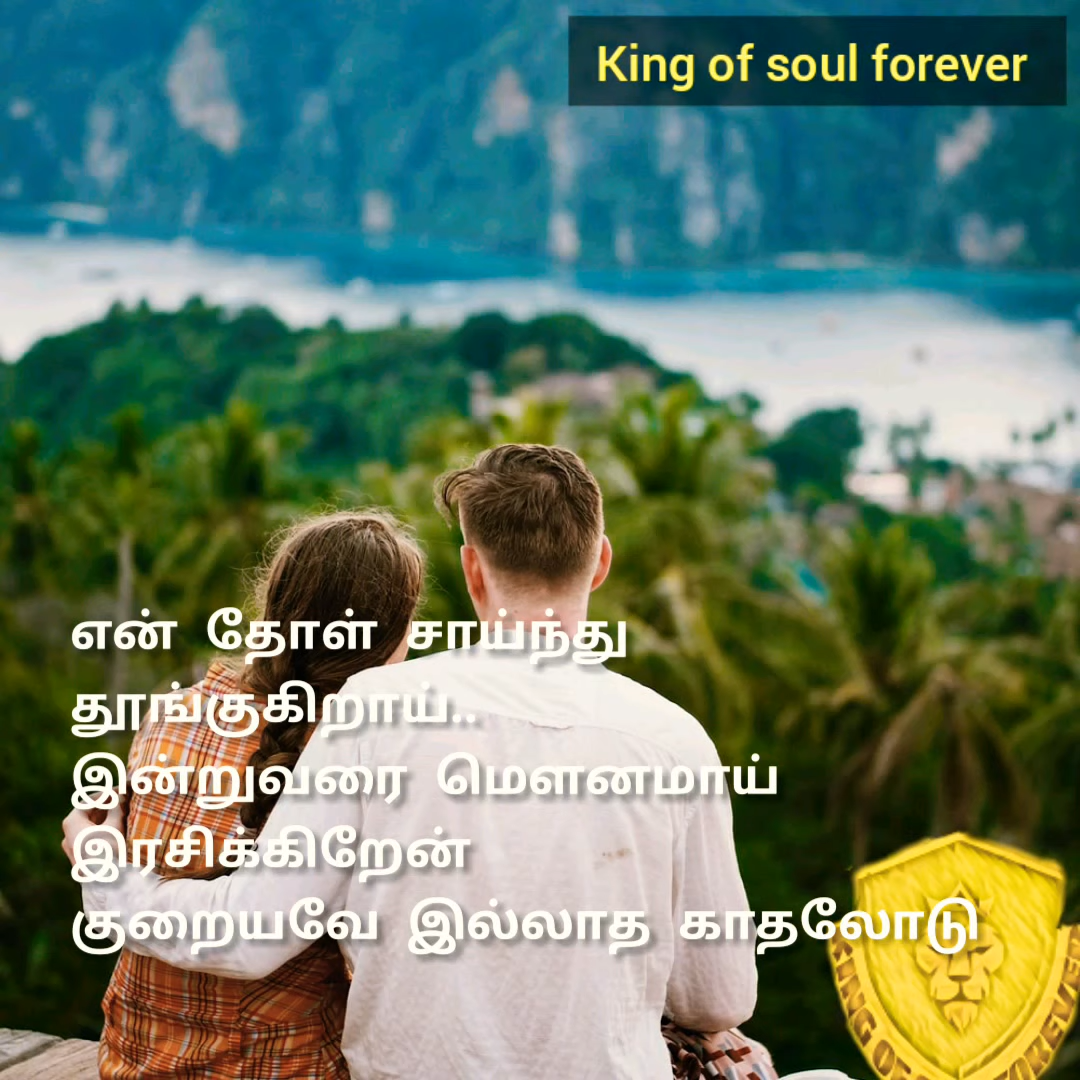 King of soul forever
என் தோள் சாய்ந்து
தூங்குகிறாய்..
இன்றுவரை மௌனமாய்
இரசிக்கிறேன்
குறையவே இல்லாத காதலோடு